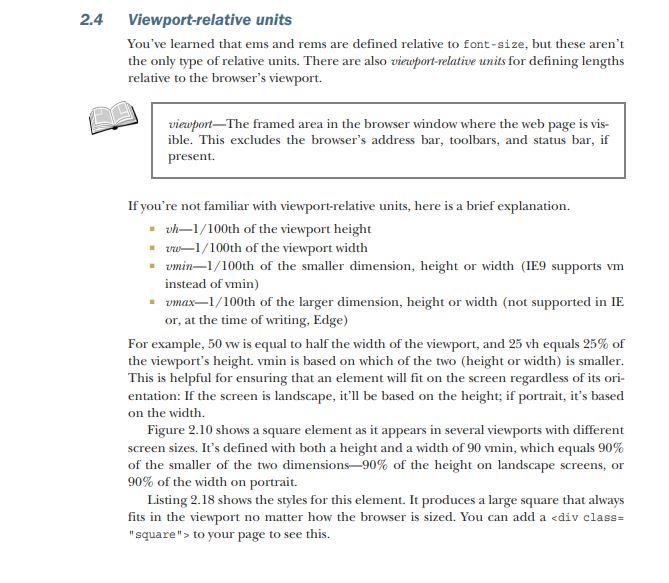 2.4 Viewport-relative units
You've learned that ems and rems are defined relative to font-size, but these aren't
the only type of relative units. There are also viewport-relative units for defining lengths
relative to the browser's viewport.
viewport—The framed area in the browser window where the web page is vis-
ible. This excludes the browser's address bar, toolbars, and status bar, if
present.
If you're not familiar with viewport-relative units, here is a brief explanation.
▪ vh—1/100th of the viewport height
▪ vw—1/100th of the viewport width
▪ vmin—1/100th of the smaller dimension, height or width (IE9 supports vm
instead of vmin)
▪ vmax—1/100th of the larger dimension, height or width (not supported in IE
or, at the time of writing, Edge)
For example, 50 vw is equal to half the width of the viewport, and 25 vh equals 25% of
the viewport's height. vmin is based on which of the two (height or width) is smaller.
This is helpful for ensuring that an element will fit on the screen regardless of its ori-
entation: If the screen is landscape, it'll be based on the height; if portrait, it's based
on the width.
Figure 2.10 shows a square element as it appears in several viewports with different
screen sizes. It's defined with both a height and a width of 90 vmin, which equals 90%
of the smaller of the two dimensions—90% of the height on landscape screens, or
90% of the width on portrait.
Listing 2.18 shows the styles for this element. It produces a large square that always
fits in the viewport no matter how the browser is sized. You can add a <div class=
"square"> to your page to see this.